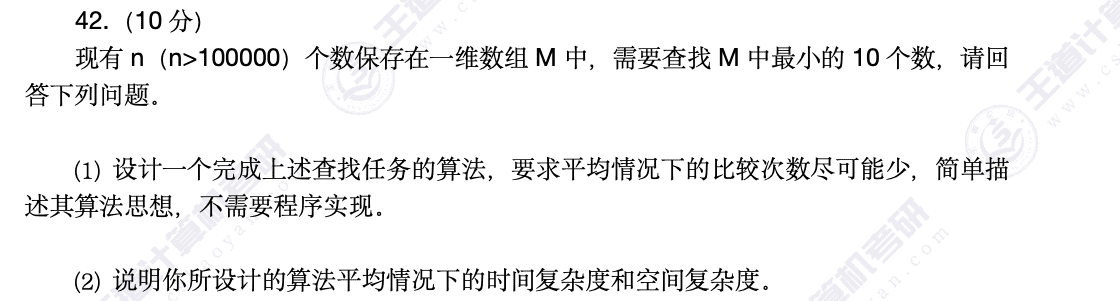 42.（10 分）
现有 n（n>100000）个数保存在一维数组 M 中，需要查找 M 中最小的 10 个数，请回
答下列问题。
(1) 设计一个完成上述查找任务的算法，要求平均情况下的比较次数尽可能少，简单描
述其算法思想，不需要程序实现。
(2) 说明你所设计的算法平均情况下的时间复杂度和空间复杂度。